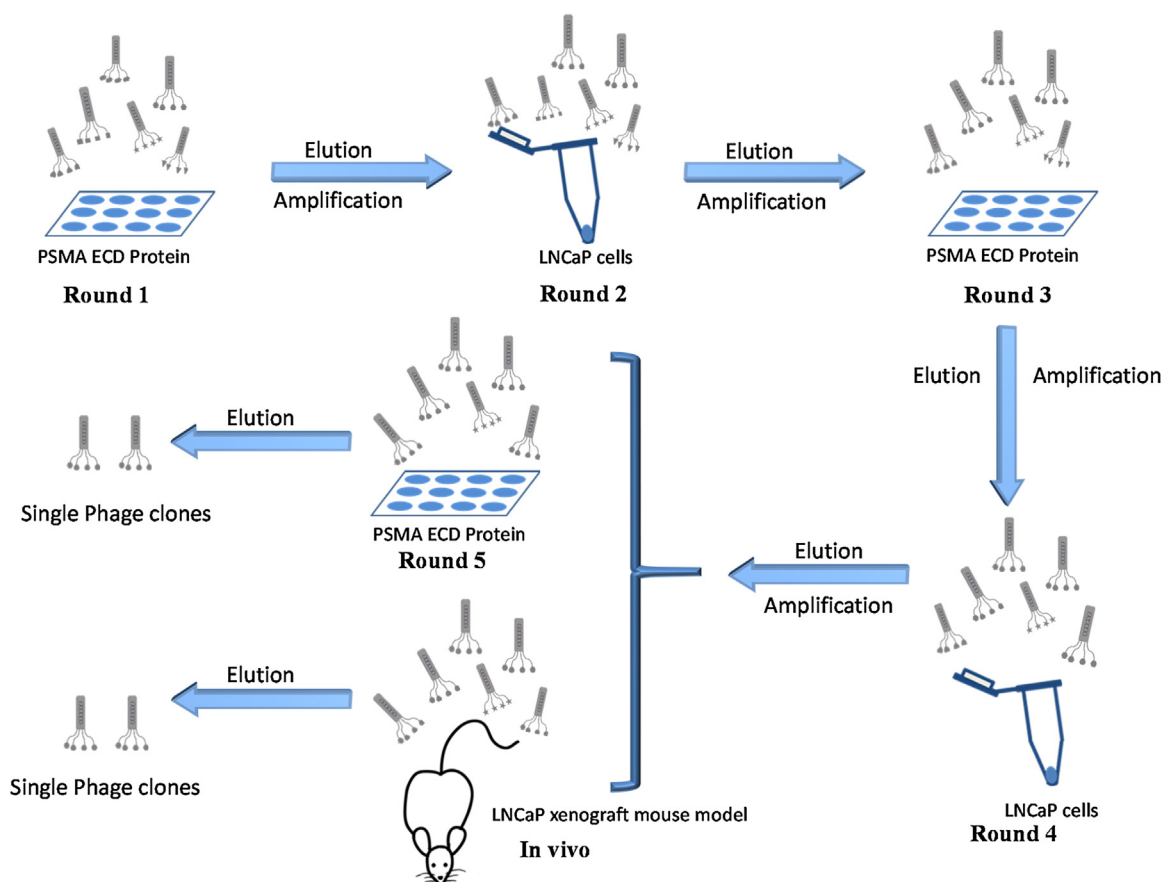 Elution
Amplification
PSMA ECD Protein
Round 1
LNCaP cells
Round 2
Elution
Amplification
PSMA ECD Protein
Round 3
Elution
Amplification
Elution
Single Phage clones
PSMA ECD Protein
Round 5
Elution
Amplification
LNCaP cells
Round 4
Elution
Single Phage clones
LNCaP xenograft mouse model
In vivo